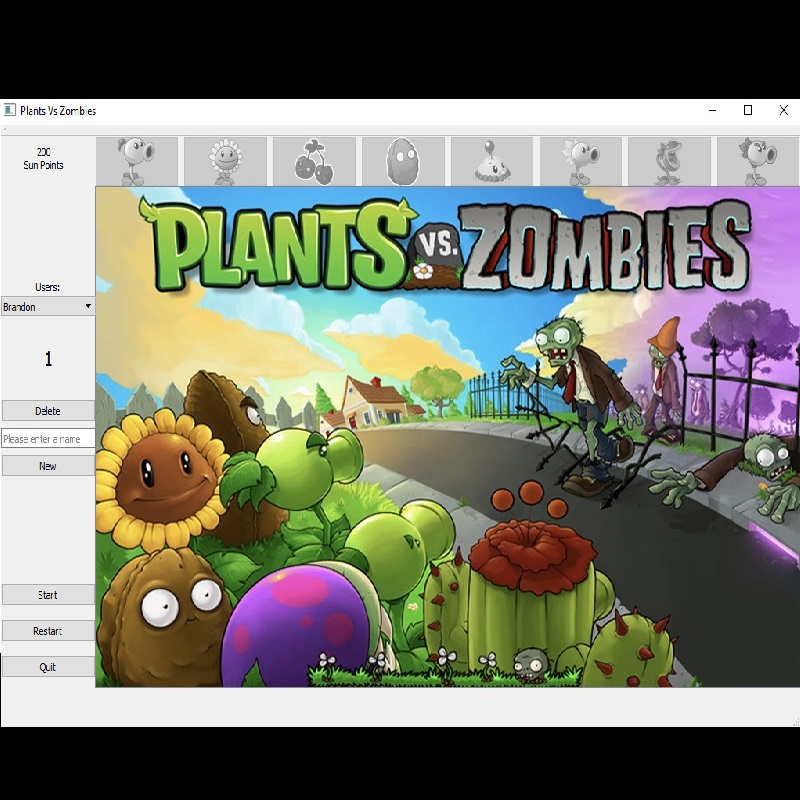 Plants Vs Zombies
200
Sun Points
PLANTS VS. ZOMBIES
Users:
Brandon
1
Delete
Please enter a name
New
Start
Restart
Quit